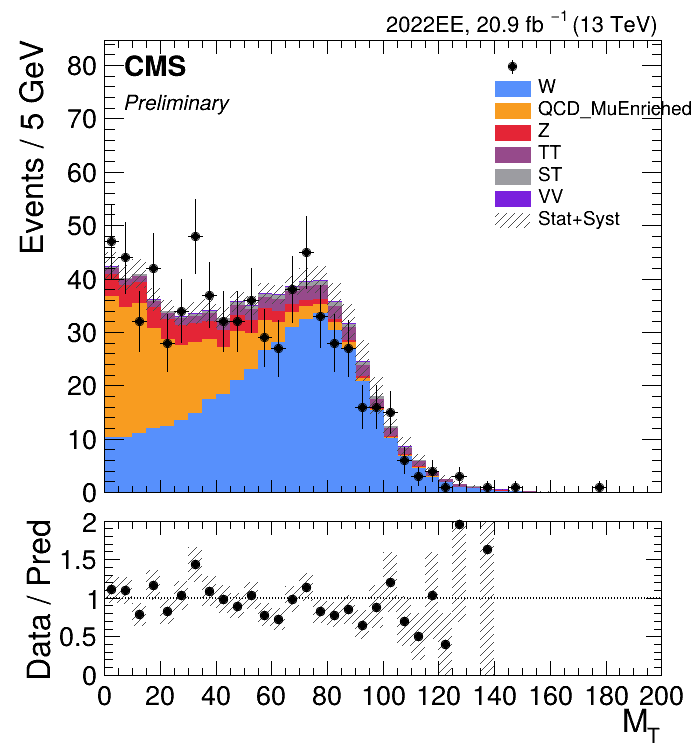 2022EE, 20.9 fb⁻¹ (13 TeV)
Events / 5 GeV
CMS
Preliminary
W
QCD_MuEnriched
Z
TT
ST
VV
Stat+Syst
80
70
60
50
40
30
20
10
0
Data / Pred
2
1.5
1
0.5
0
0 20 40 60 80 100 120 140 160 180 200
M_T